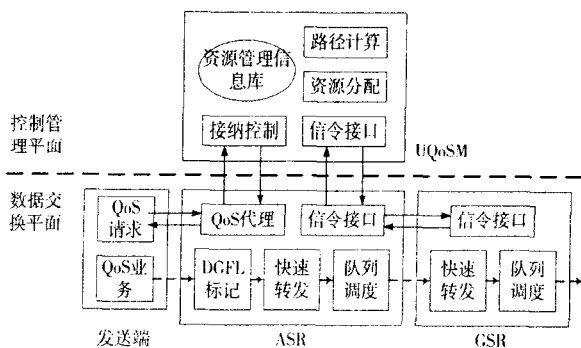 资源管理信
息库
路径计算
资源分配
接纳控制
信令接口
UQoSM
控制管
理平面
数据交
换平面
QoS
请求
QoS代理
信令接口
信令接口
QoS业
务
DGFL
标记
快速
转发
队列
调度
快速
转发
队列
调度
发送端
ASR
GSR